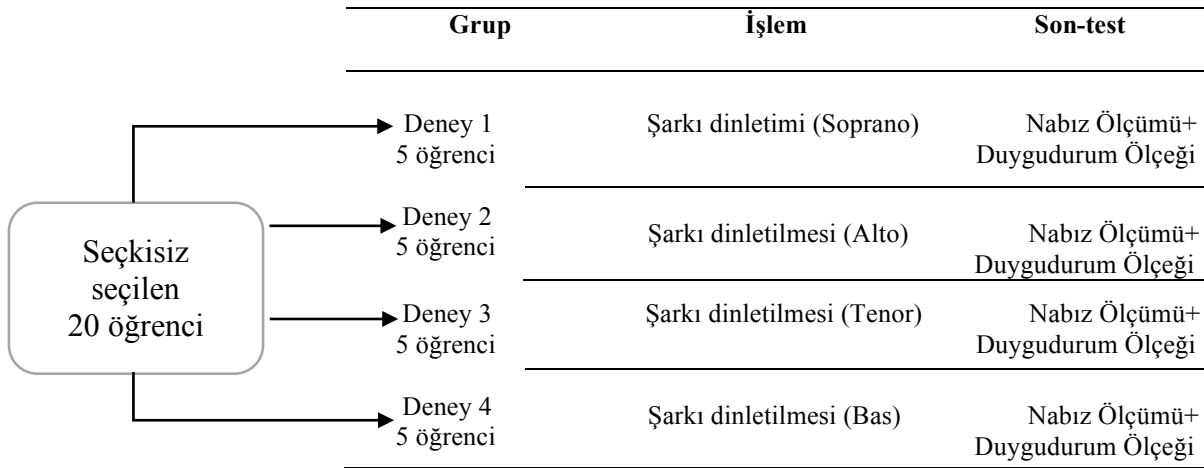 Grup İşlem Son-test
Deney 1 Şarkı dinletimi (Soprano) Nabız Ölçümü+
5 öğrenci Duygudurum Ölçeği
Deney 2 Şarkı dinletilmesi (Alto) Nabız Ölçümü+
5 öğrenci Duygudurum Ölçeği
Seçkisiz
seçilen
20 öğrenci
Deney 3 Şarkı dinletilmesi (Tenor) Nabız Ölçümü+
5 öğrenci Duygudurum Ölçeği
Deney 4 Şarkı dinletilmesi (Bas) Nabız Ölçümü+
5 öğrenci Duygudurum Ölçeği